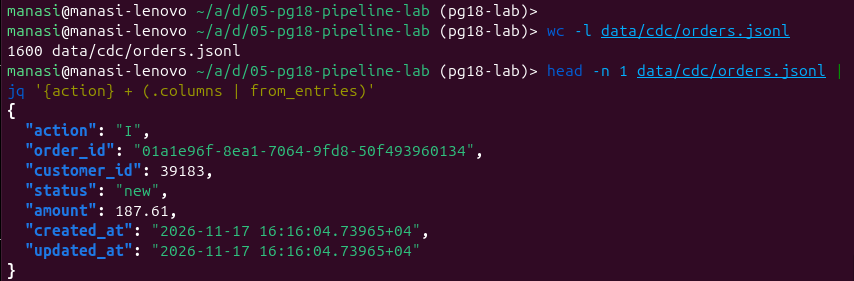 manasi@manasi-lenovo ~/a/d/05-pg18-pipeline-lab (pg18-lab)>
manasi@manasi-lenovo ~/a/d/05-pg18-pipeline-lab (pg18-lab)> wc -l data/cdc/orders.jsonl
1600 data/cdc/orders.jsonl
manasi@manasi-lenovo ~/a/d/05-pg18-pipeline-lab (pg18-lab)> head -n 1 data/cdc/orders.jsonl |
jq '{action} + (.columns | from_entries)'
{
  "action": "I",
  "order_id": "01a1e96f-8ea1-7064-9fd8-50f493960134",
  "customer_id": 39183,
  "status": "new",
  "amount": 187.61,
  "created_at": "2026-11-17 16:16:04.73965+04",
  "updated_at": "2026-11-17 16:16:04.73965+04"
}